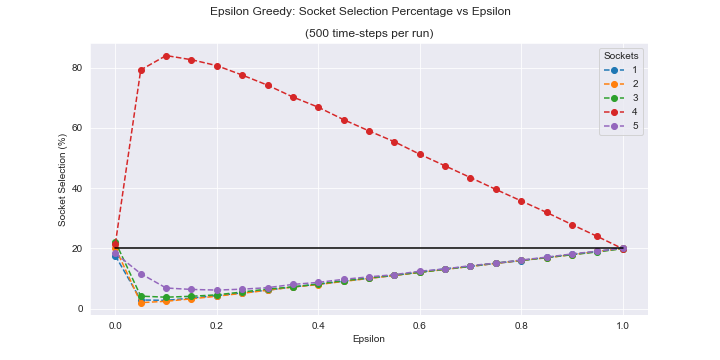 Epsilon Greedy: Socket Selection Percentage vs Epsilon
(500 time-steps per run)
Sockets
1
2
3
4
5
Socket Selection (%)
80
60
40
20
0
0.0 0.2 0.4 0.6 0.8 1.0
Epsilon